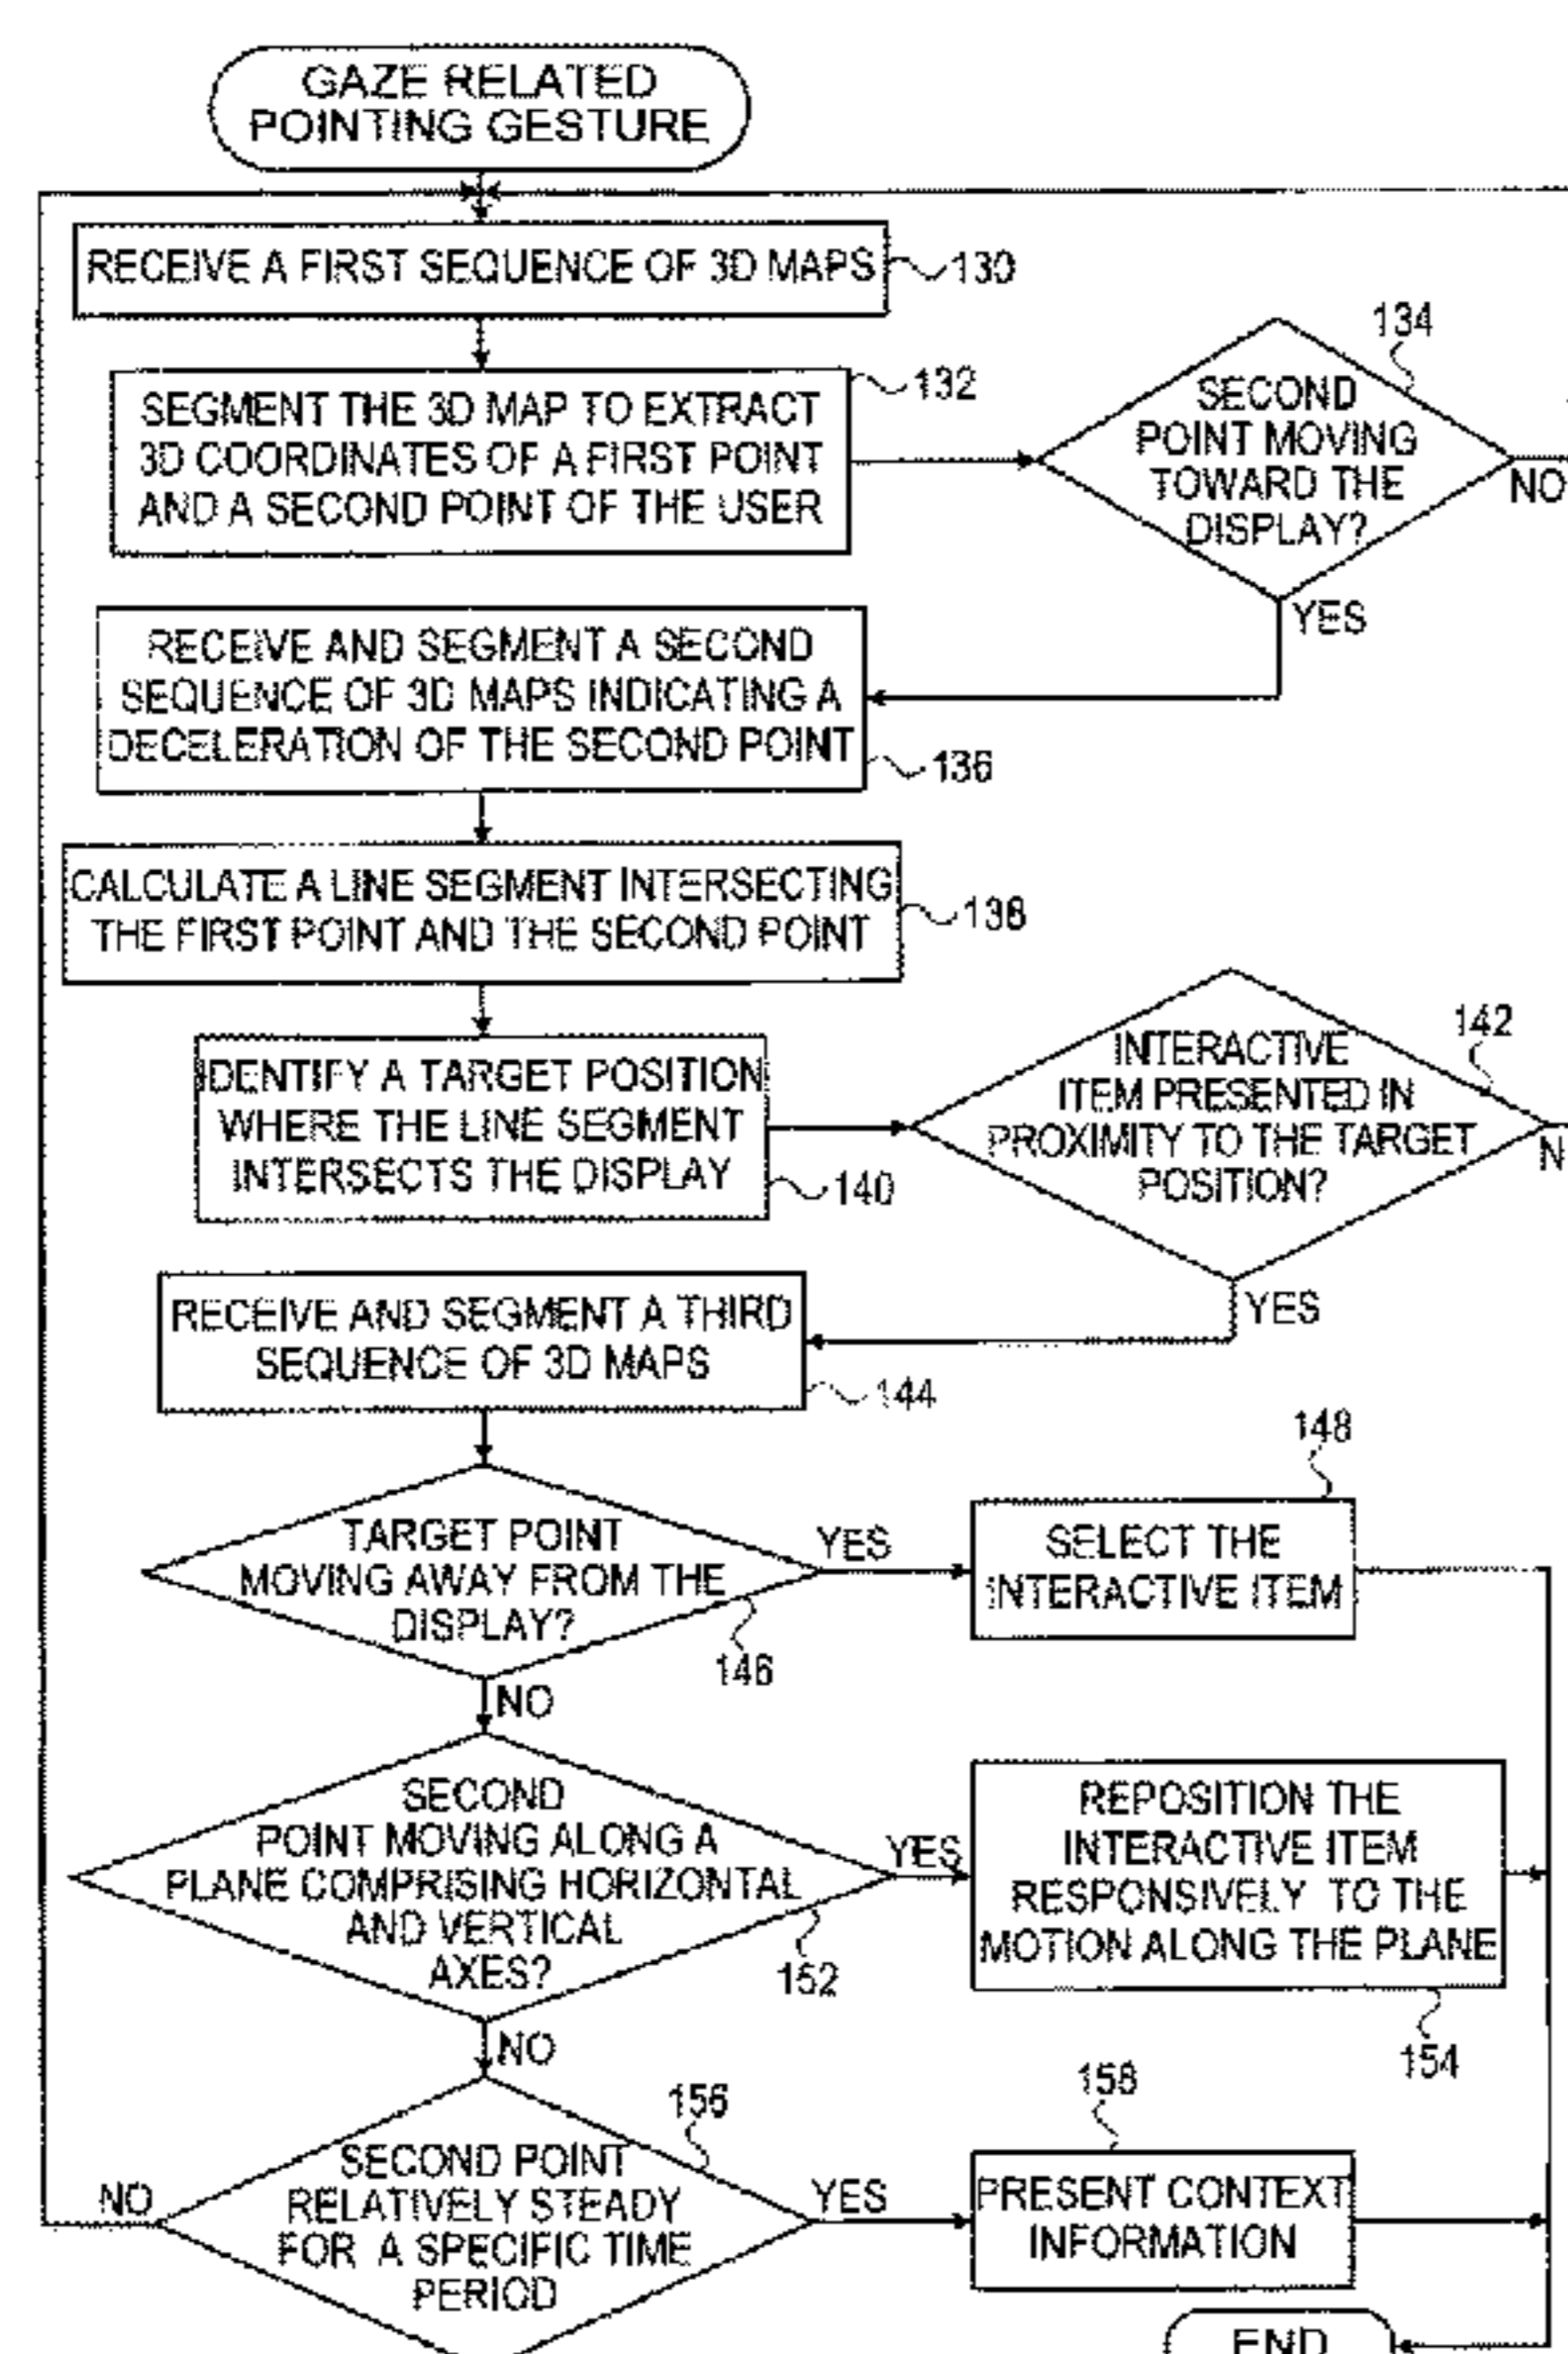 GAZE RELATED
POINTING GESTURE
RECEIVE A FIRST SEQUENCE OF 3D MAPS
130
SEGMENT THE 3D MAP TO EXTRACT
3D COORDINATES OF A FIRST POINT
AND A SECOND POINT OF THE USER
132
134
SECOND
POINT MOVING
TOWARD THE
DISPLAY?
NO
YES
RECEIVE AND SEGMENT A SECOND
SEQUENCE OF 3D MAPS INDICATING A
DECELERATION OF THE SECOND POINT
136
CALCULATE A LINE SEGMENT INTERSECTING
THE FIRST POINT AND THE SECOND POINT
138
IDENTIFY A TARGET POSITION
WHERE THE LINE SEGMENT
INTERSECTS THE DISPLAY
140
142
INTERACTIVE
ITEM PRESENTED IN
PROXIMITY TO THE TARGET
POSITION?
N
YES
RECEIVE AND SEGMENT A THIRD
SEQUENCE OF 3D MAPS
144
TARGET POINT
MOVING AWAY FROM THE
DISPLAY?
146
YES
148
SELECT THE
INTERACTIVE ITEM
NO
SECOND
POINT MOVING ALONG A
PLANE COMPRISING HORIZONTAL
AND VERTICAL
AXES?
152
YES
REPOSITION THE
INTERACTIVE ITEM
RESPONSIVELY TO THE
MOTION ALONG THE PLANE
154
NO
156
SECOND POINT
RELATIVELY STEADY
FOR A SPECIFIC TIME
PERIOD
NO
YES
158
PRESENT CONTEXT
INFORMATION
END